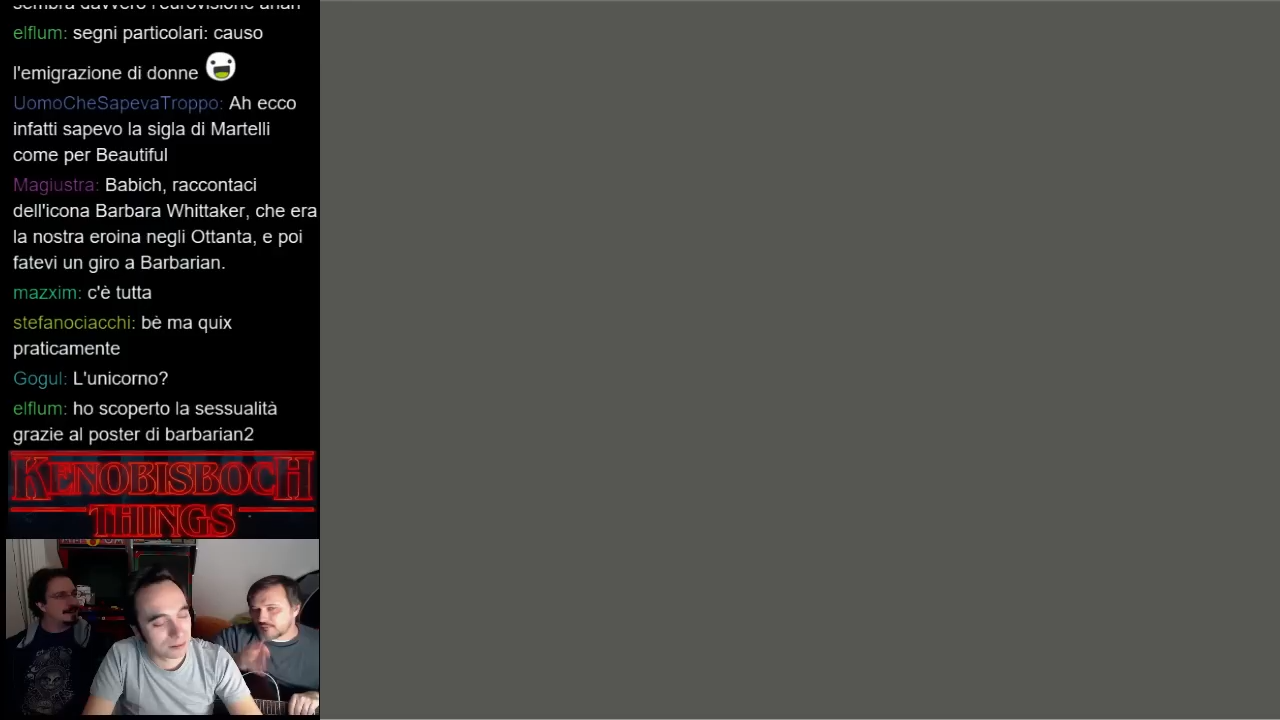 elflum: segni particolari: causo
l'emigrazione di donne
UomoCheSapevaTroppo: Ah ecco
infatti sapevo la sigla di Martelli
come per Beautiful
Magiustra: Babich, raccontaci
dell'icona Barbara Whittaker, che era
la nostra eroina negli Ottanta, e poi
fatevi un giro a Barbarian.
mazxim: c'è tutta
stefanociacchi: bè ma quix
praticamente
Gogul: L'unicorno?
elflum: ho scoperto la sessualità
grazie al poster di barbarian2
KENOBISBOCH
THINGS